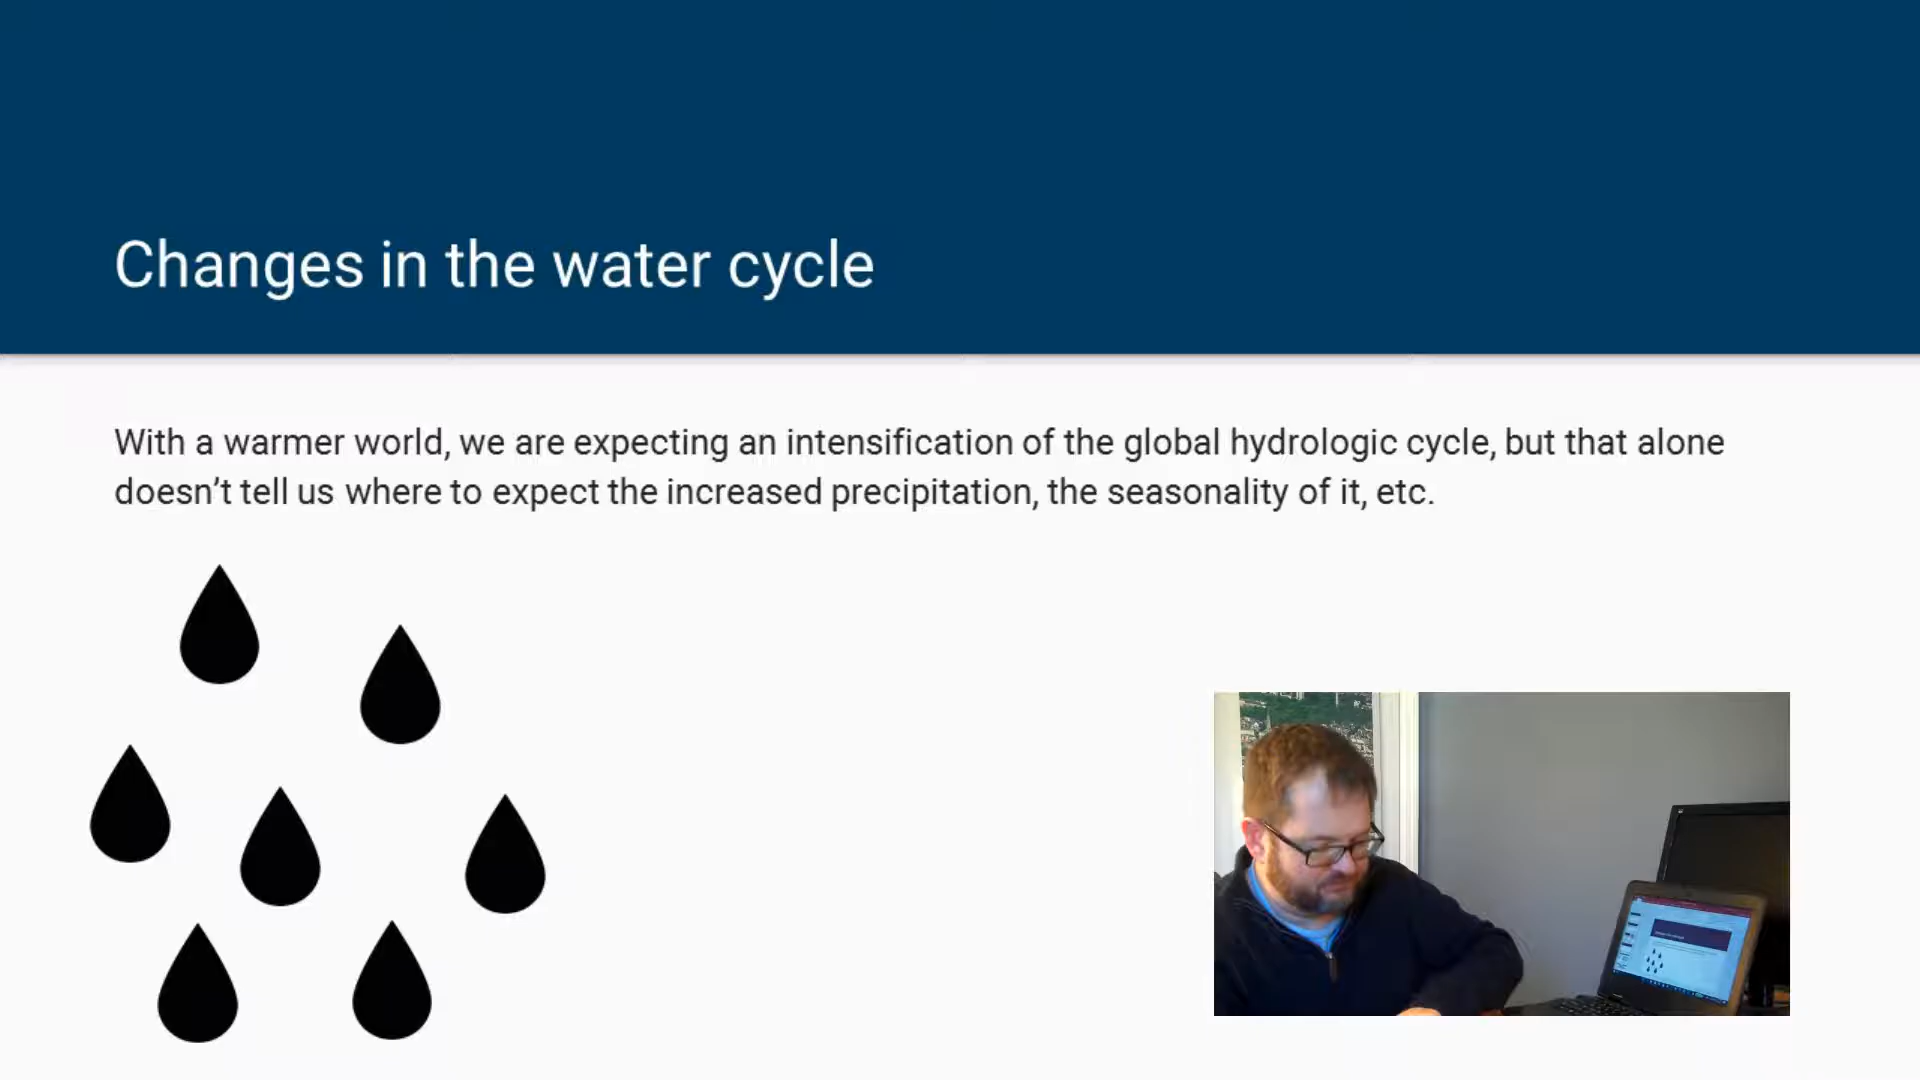 Changes in the water cycle
With a warmer world, we are expecting an intensification of the global hydrologic cycle, but that alone
doesn’t tell us where to expect the increased precipitation, the seasonality of it, etc.